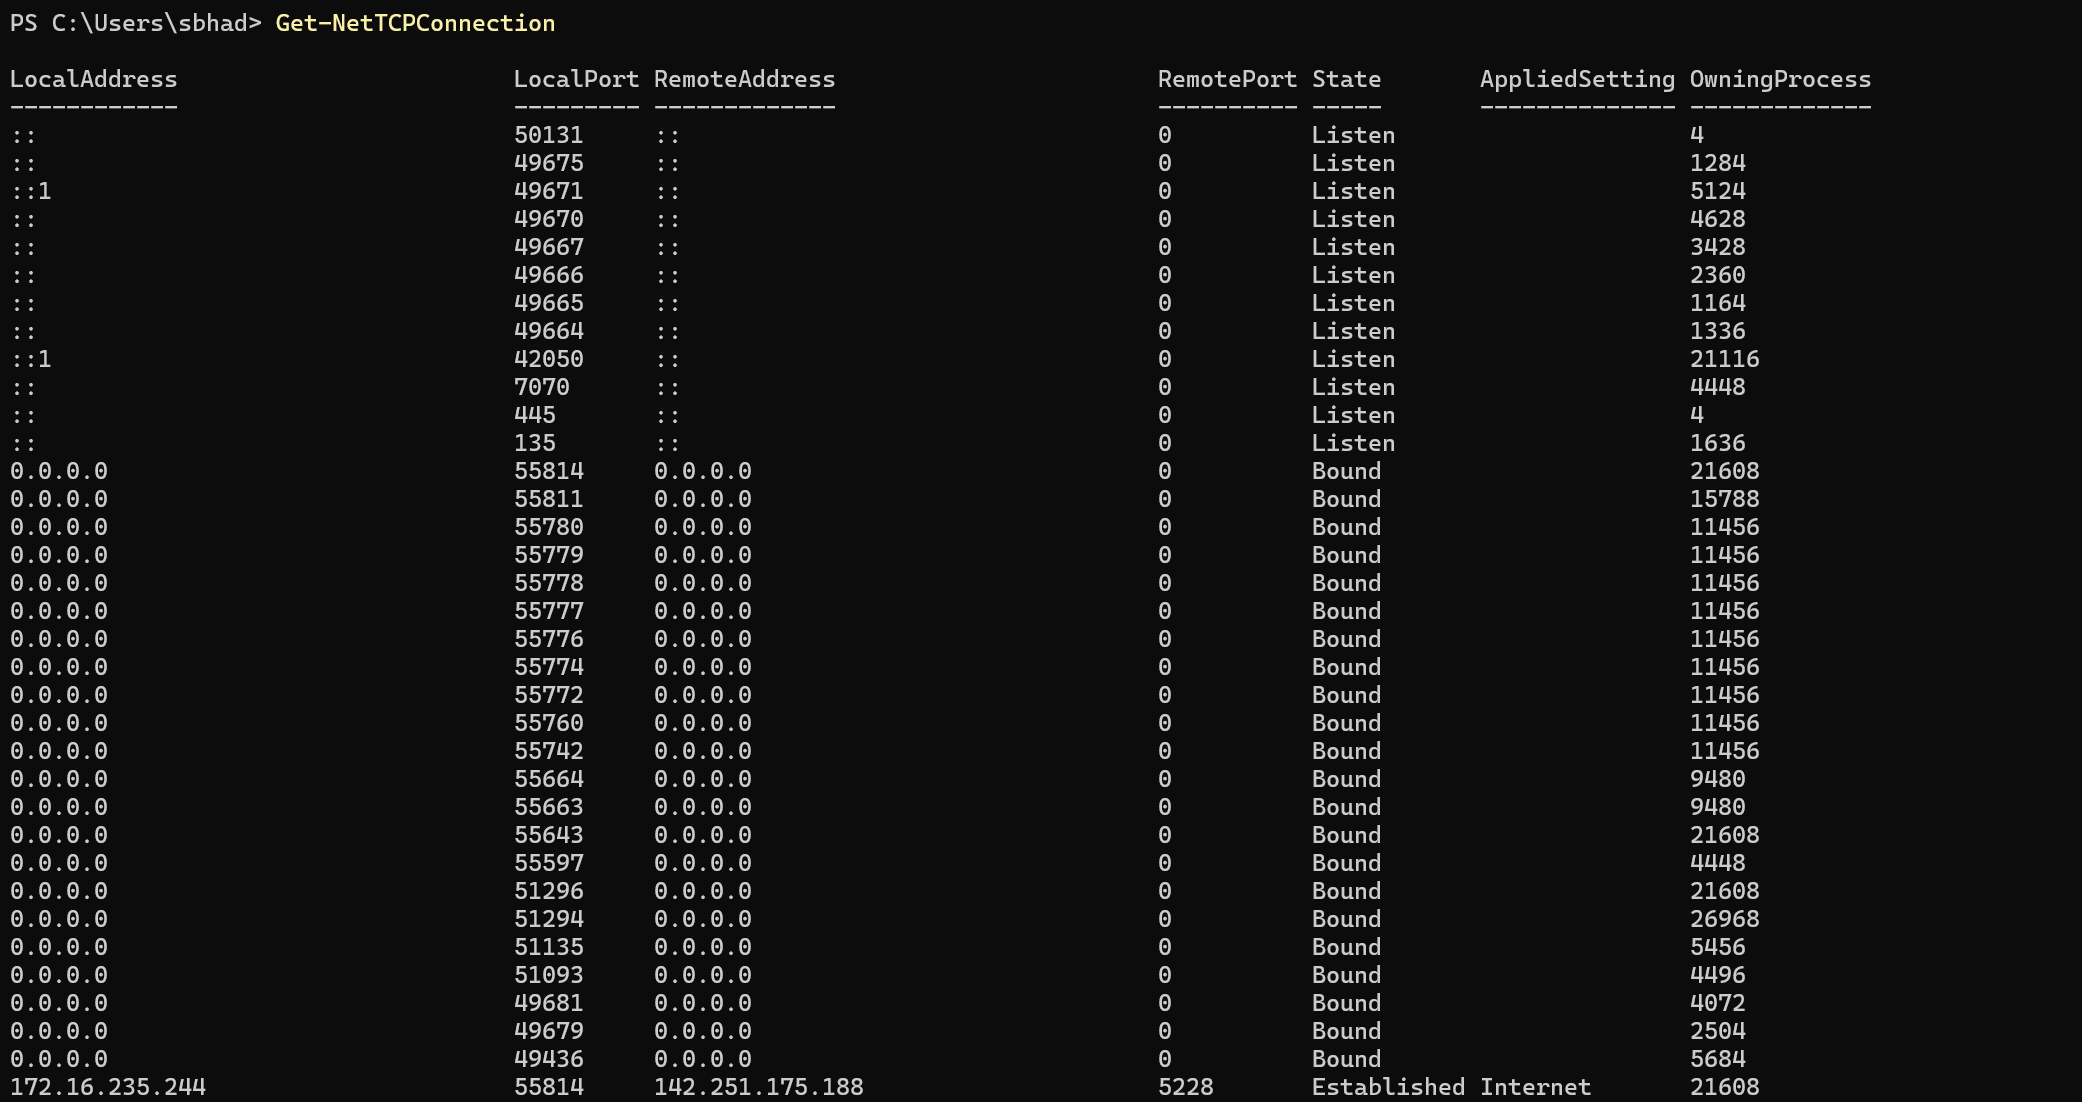 PS C:\Users\sbhad> Get-NetTCPConnection
LocalAddress LocalPort RemoteAddress RemotePort State AppliedSetting OwningProcess
------------ --------- ------------- ---------- ----- -------------- -------------
:: 50131 :: 0 Listen 4
:: 49675 :: 0 Listen 1284
::1 49671 :: 0 Listen 5124
:: 49670 :: 0 Listen 4628
:: 49667 :: 0 Listen 3428
:: 49666 :: 0 Listen 2360
:: 49665 :: 0 Listen 1164
:: 49664 :: 0 Listen 1336
::1 42050 :: 0 Listen 21116
:: 7070 :: 0 Listen 4448
:: 445 :: 0 Listen 4
:: 135 :: 0 Listen 1636
0.0.0.0 55814 0.0.0.0 0 Bound 21608
0.0.0.0 55811 0.0.0.0 0 Bound 15788
0.0.0.0 55780 0.0.0.0 0 Bound 11456
0.0.0.0 55779 0.0.0.0 0 Bound 11456
0.0.0.0 55778 0.0.0.0 0 Bound 11456
0.0.0.0 55777 0.0.0.0 0 Bound 11456
0.0.0.0 55776 0.0.0.0 0 Bound 11456
0.0.0.0 55774 0.0.0.0 0 Bound 11456
0.0.0.0 55772 0.0.0.0 0 Bound 11456
0.0.0.0 55760 0.0.0.0 0 Bound 11456
0.0.0.0 55742 0.0.0.0 0 Bound 11456
0.0.0.0 55664 0.0.0.0 0 Bound 9480
0.0.0.0 55663 0.0.0.0 0 Bound 9480
0.0.0.0 55643 0.0.0.0 0 Bound 21608
0.0.0.0 55597 0.0.0.0 0 Bound 4448
0.0.0.0 51296 0.0.0.0 0 Bound 21608
0.0.0.0 51294 0.0.0.0 0 Bound 26968
0.0.0.0 51135 0.0.0.0 0 Bound 5456
0.0.0.0 51093 0.0.0.0 0 Bound 4496
0.0.0.0 49681 0.0.0.0 0 Bound 4072
0.0.0.0 49679 0.0.0.0 0 Bound 2504
0.0.0.0 49436 0.0.0.0 0 Bound 5684
172.16.235.244 55814 142.251.175.188 5228 Established Internet 21608